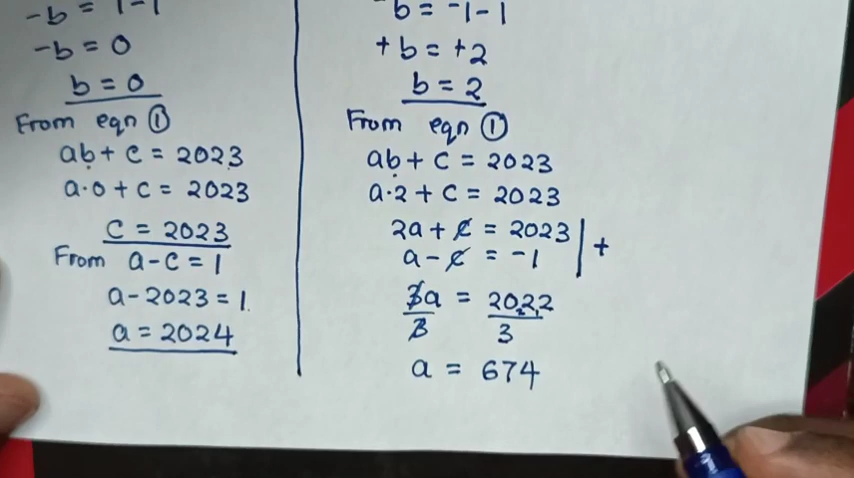 -b = 1-1
-b = 0
b = 0
From eqn ①
ab + c = 2023
a·0 + c = 2023
c = 2023
From a-c = 1
a-2023 = 1
a = 2024
-b = -1-1
+b = +2
b = 2
From eqn ①
ab + c = 2023
a·2 + c = 2023
2a + c = 2023
a - c = -1 | +
3a/3 = 2022/3
a = 674